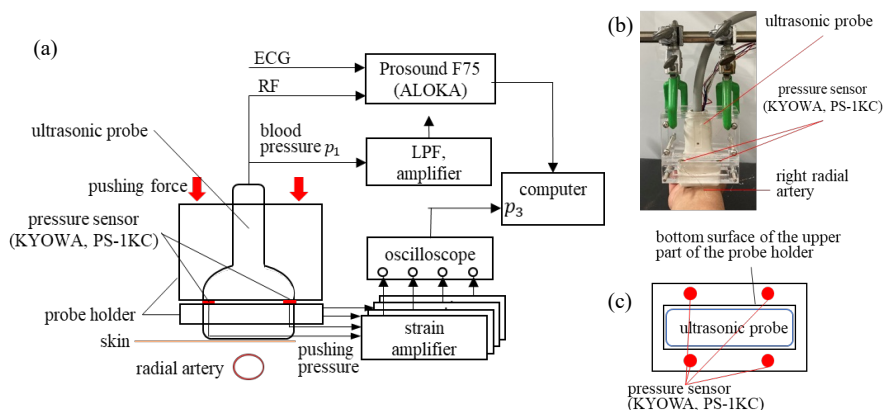 (a)
ECG
RF
Prosound F75
(ALOKA)
ultrasonic probe
blood
pressure p₁
LPF,
amplifier
pushing force
computer
p₃
pressure sensor
(KYOWA, PS-1KC)
oscilloscope
probe holder
strain
amplifier
skin
pushing
pressure
radial artery
(b)
ultrasonic probe
pressure sensor
(KYOWA, PS-1KC)
right radial
artery
bottom surface of the upper
part of the probe holder
(c)
ultrasonic probe
pressure sensor
(KYOWA, PS-1KC)